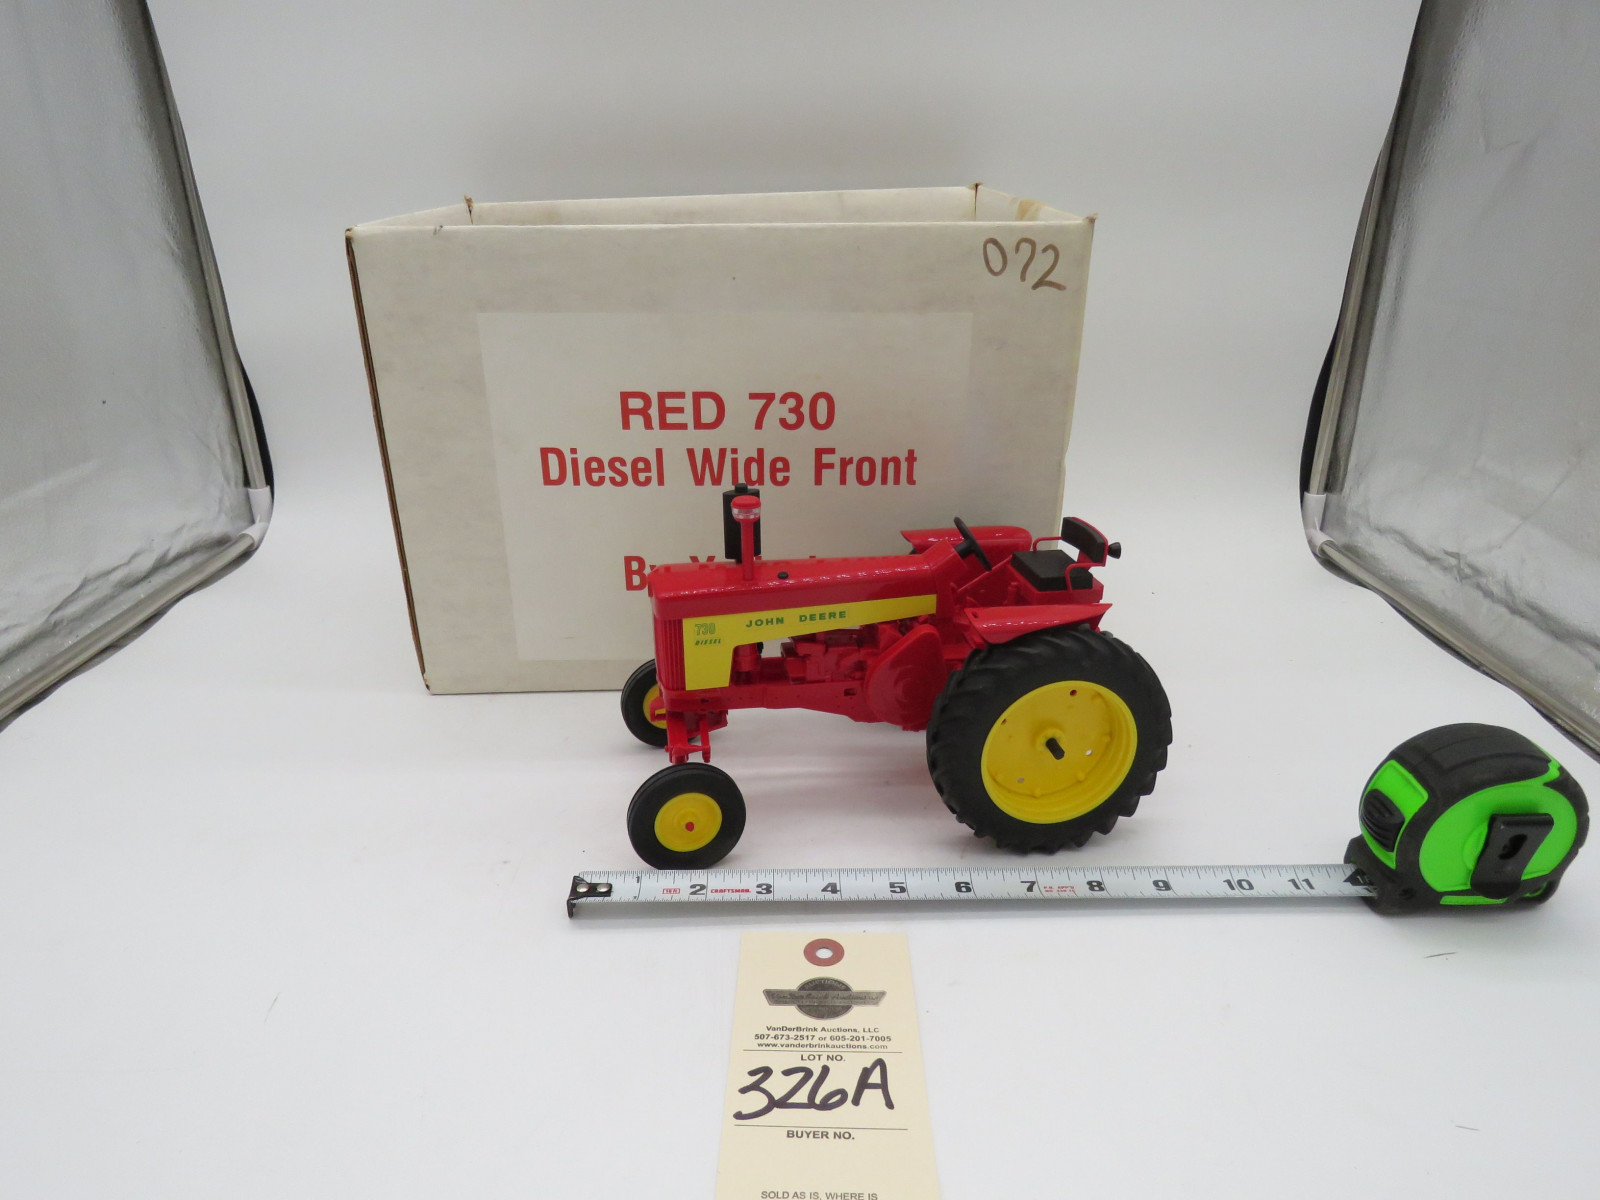 072
RED 730
Diesel Wide Front
By
JOHN DEERE
730
DIESEL
1 2 3 4 5 6 7 8 9 10 11
CRAFTSMAN
VanDerBrink Auctions, LLC
507-673-2517 or 605-201-7005
www.vanderbrinkauctions.com
LOT NO.
326A
BUYER NO.
SOLD AS IS, WHERE IS